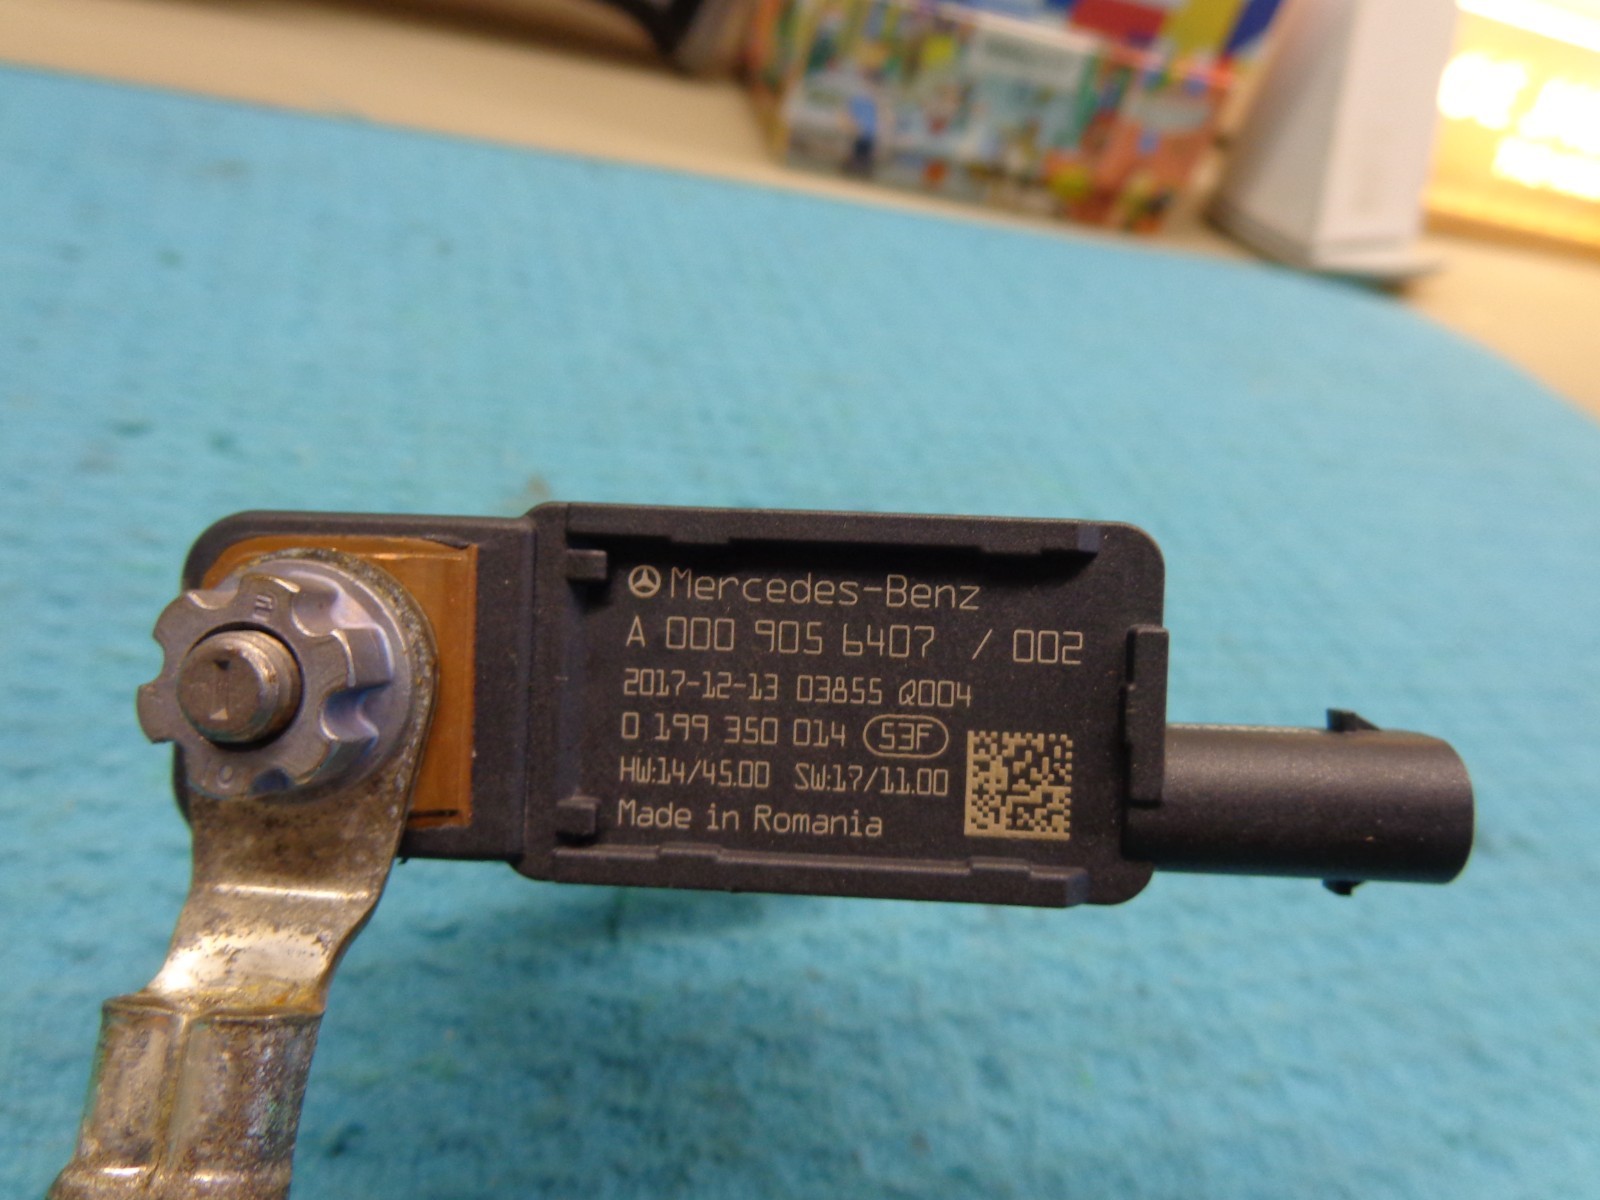 Mercedes-Benz
A 000 905 6407 / 002
2017-12-13 03855 Q004
0 199 350 014 53F
HW:14/45.00 SW:17/11.00
Made in Romania